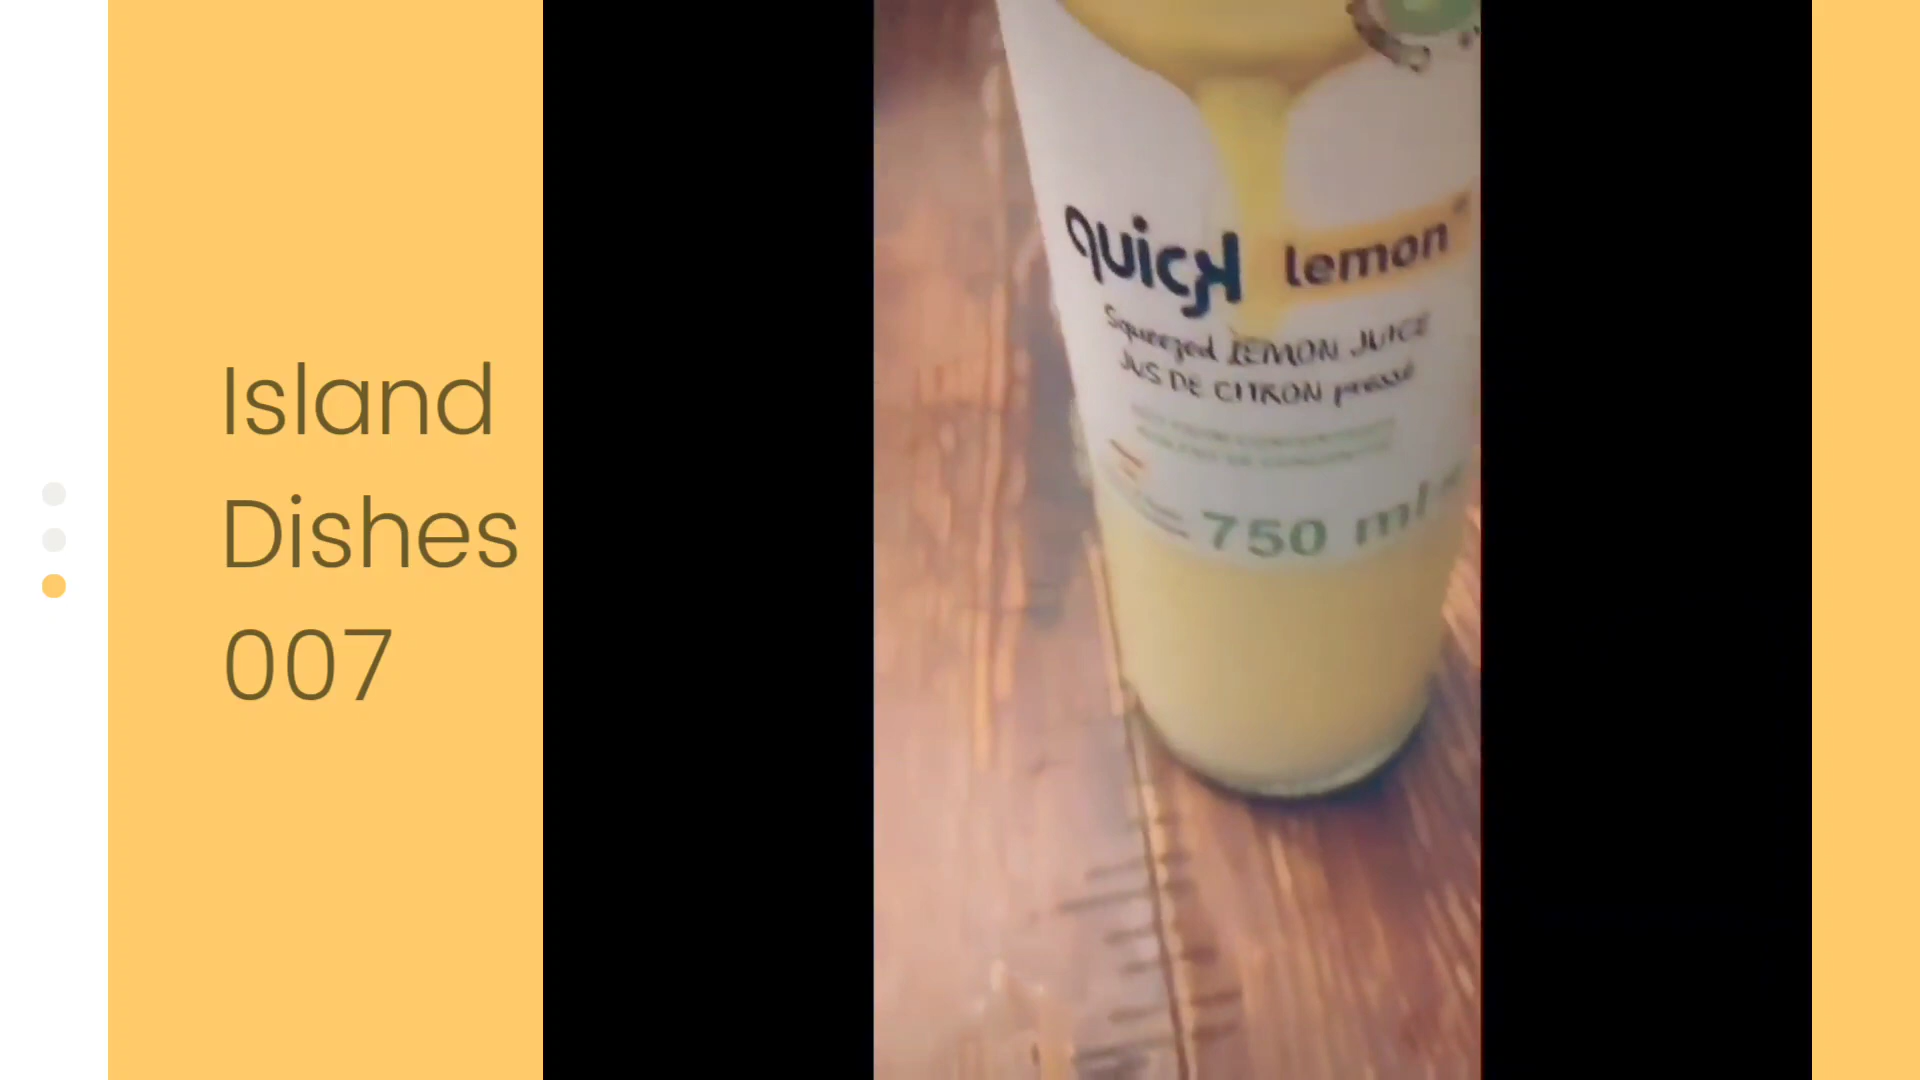 Island
Dishes
007
quick lemon
Squeezed LEMON JUICE
JUS DE CITRON pressé
750 ml